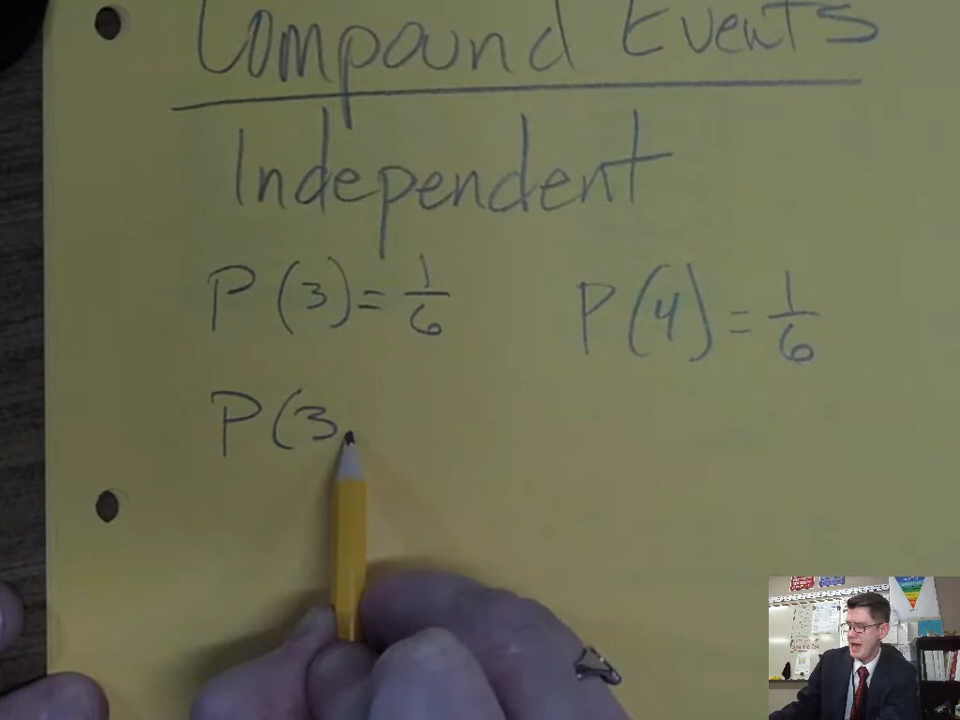 Compound Events
Independent
P(3)=1/6 P(4)=1/6
P(3